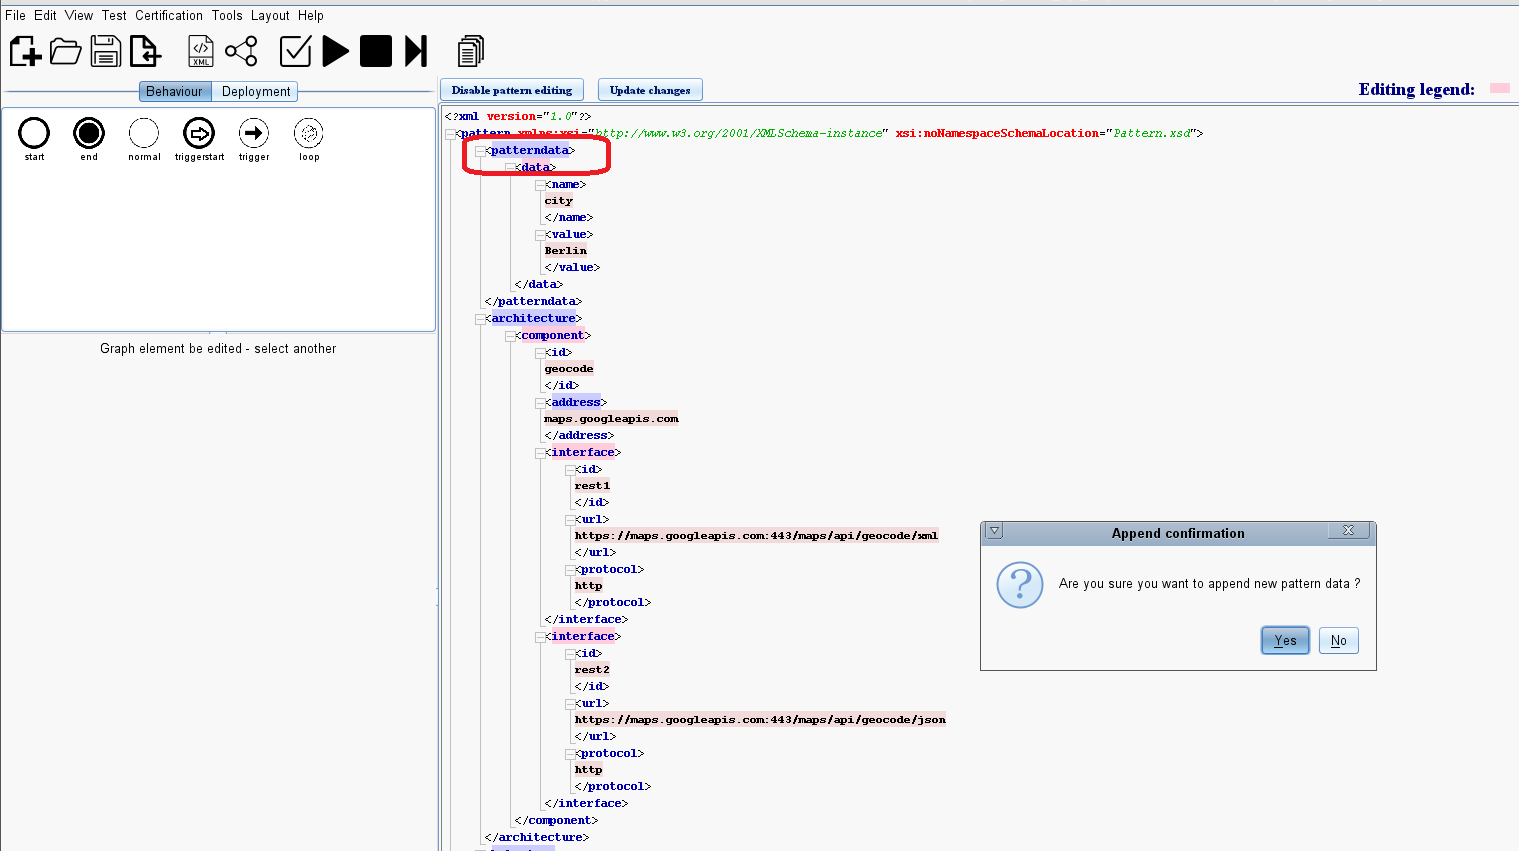 File Edit View Test Certification Tools Layout Help
</>
XML
Behaviour Deployment
Disable pattern editing Update changes Editing legend:
start end normal triggerstart trigger loop
Graph element be edited - select another
<?xml version="1.0"?>
<pattern xmlns:xsi="http://www.w3.org/2001/XMLSchema-instance" xsi:noNamespaceSchemaLocation="Pattern.xsd">
<patterndata>
<data>
<name>
city
</name>
<value>
Berlin
</value>
</data>
</patterndata>
<architecture>
<component>
<id>
geocode
</id>
<address>
maps.googleapis.com
</address>
<interface>
<id>
rest1
</id>
<url>
https://maps.googleapis.com:443/maps/api/geocode/xml
</url>
<protocol>
http
</protocol>
</interface>
<interface>
<id>
rest2
</id>
<url>
https://maps.googleapis.com:443/maps/api/geocode/json
</url>
<protocol>
http
</protocol>
</interface>
</component>
</architecture>
Append confirmation
Are you sure you want to append new pattern data ?
Yes No